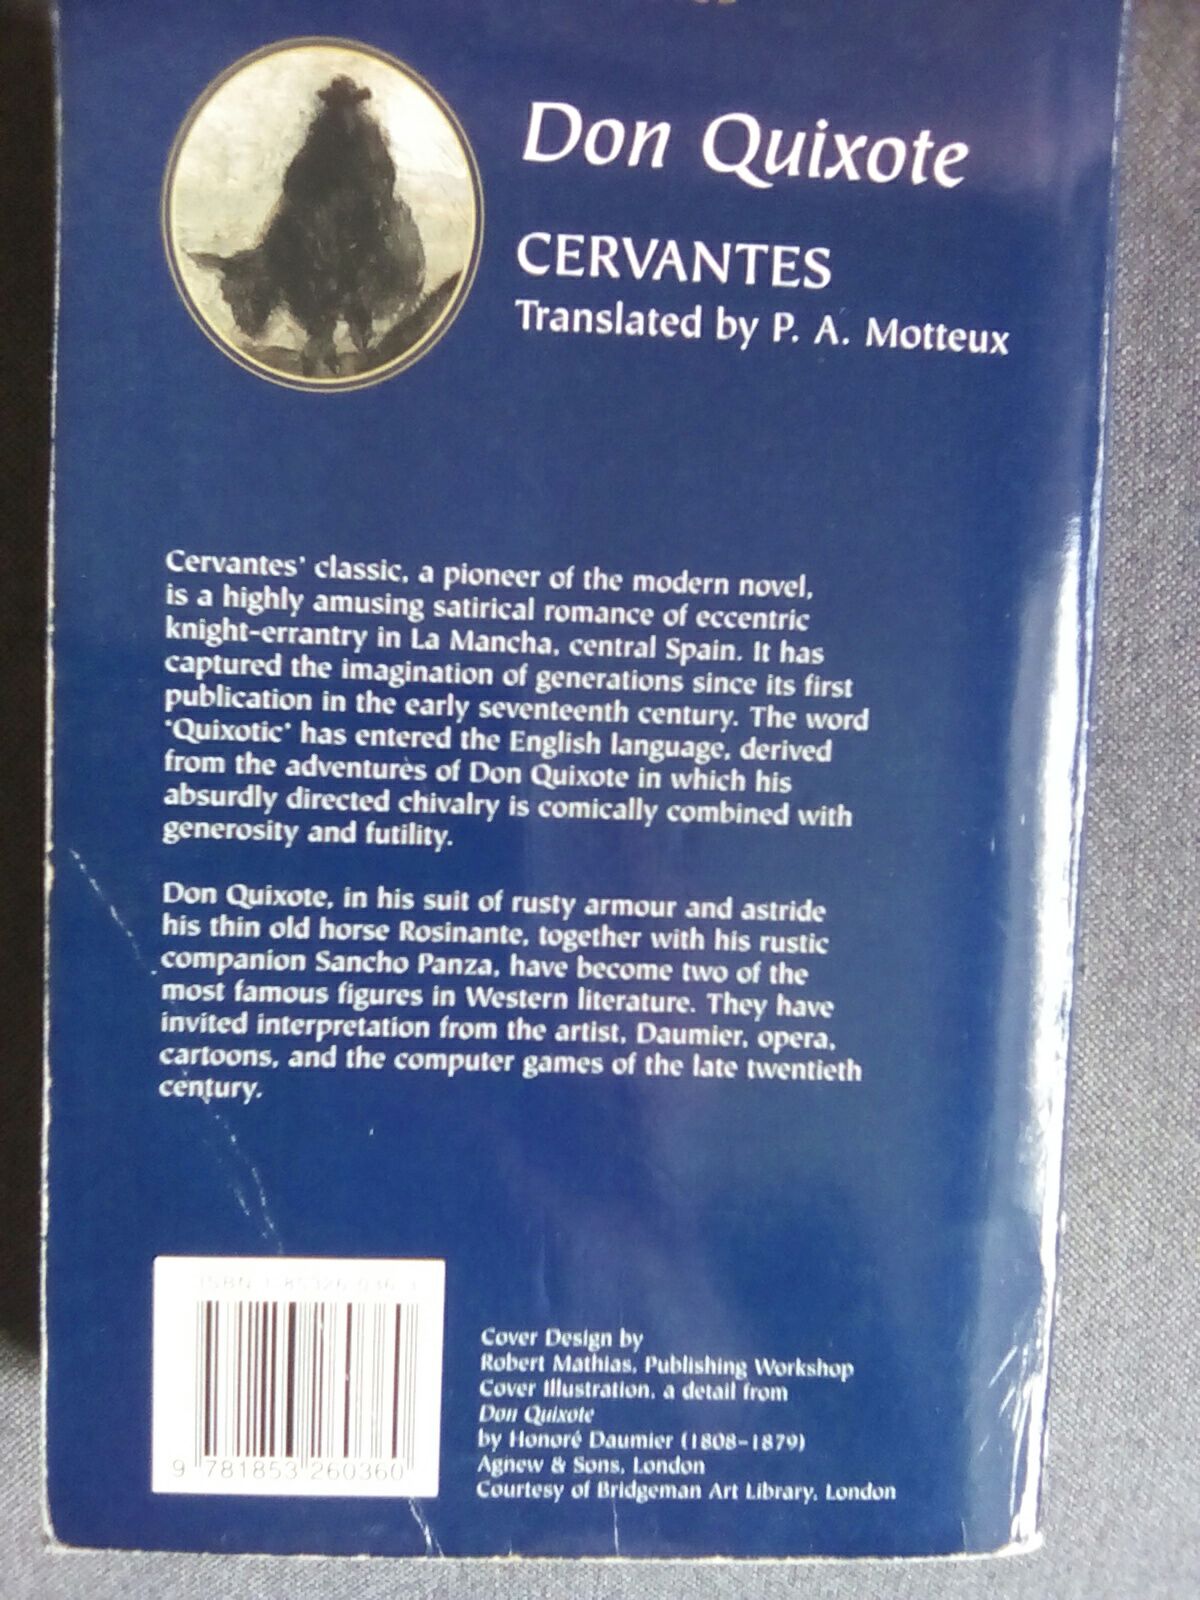 Don Quixote
CERVANTES
Translated by P. A. Motteux
Cervantes' classic, a pioneer of the modern novel,
is a highly amusing satirical romance of eccentric
knight-errantry in La Mancha, central Spain. It has
captured the imagination of generations since its first
publication in the early seventeenth century. The word
'Quixotic' has entered the English language, derived
from the adventures of Don Quixote in which his
absurdly directed chivalry is comically combined with
generosity and futility.
Don Quixote, in his suit of rusty armour and astride
his thin old horse Rosinante, together with his rustic
companion Sancho Panza, have become two of the
most famous figures in Western literature. They have
invited interpretation from the artist, Daumier, opera,
cartoons, and the computer games of the late twentieth
century.
ISBN
9 781853 260360
Cover Design by
Robert Mathias, Publishing Workshop
Cover Illustration, a detail from
Don Quixote
by Honoré Daumier (1808-1879)
Agnew & Sons, London
Courtesy of Bridgeman Art Library, London